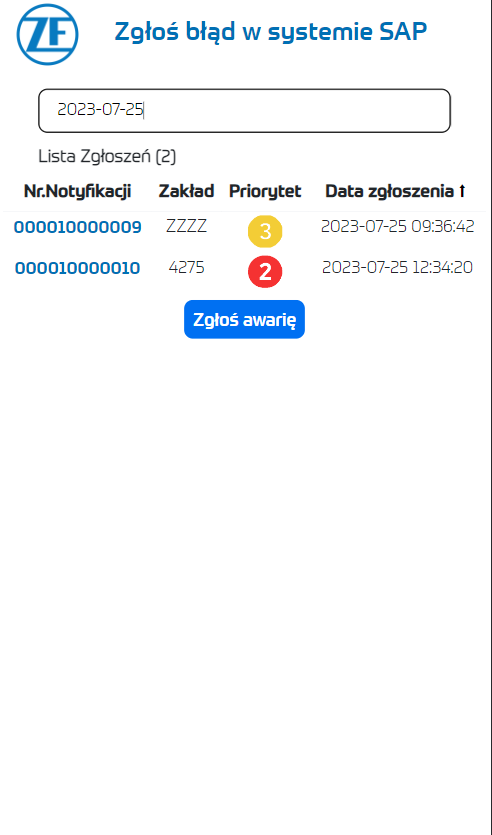 ZF
Zgłoś błąd w systemie SAP
2023-07-25
Lista Zgłoszeń (2)
Nr.Notyfikacji Zakład Priorytet Data zgłoszenia ↑
000010000009 ZZZZ 3 2023-07-25 09:36:42
000010000010 4275 2 2023-07-25 12:34:20
Zgłoś awarię